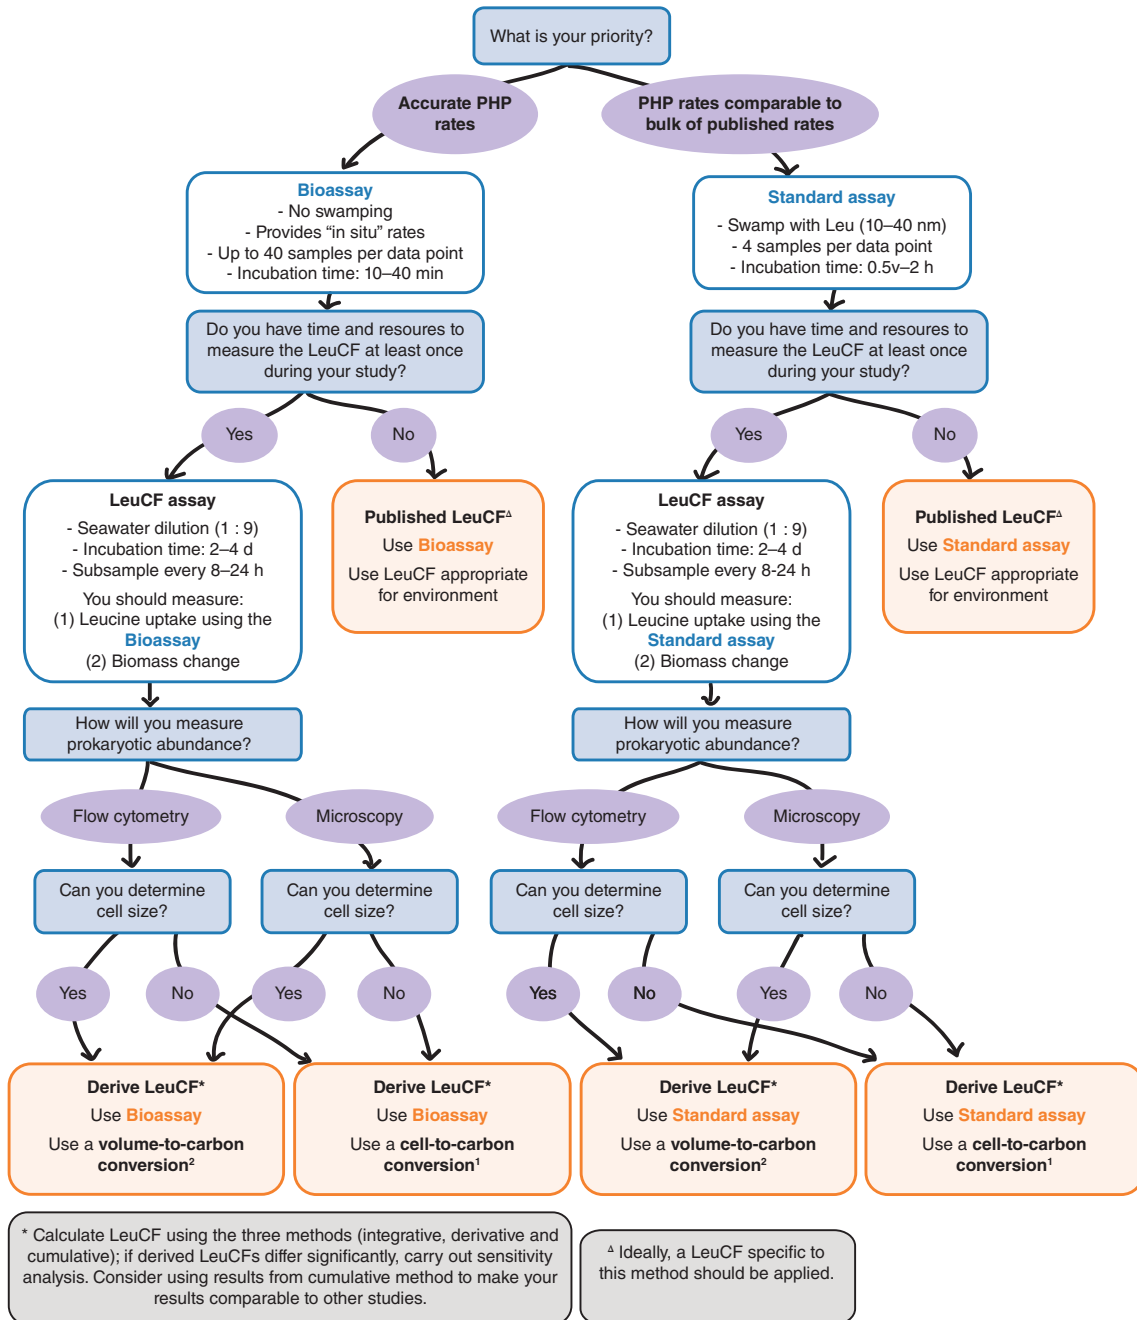 What is your priority?
Accurate PHP
rates
PHP rates comparable to
bulk of published rates
Bioassay
- No swamping
- Provides “in situ” rates
- Up to 40 samples per data point
- Incubation time: 10–40 min
Standard assay
- Swamp with Leu (10–40 nm)
- 4 samples per data point
- Incubation time: 0.5v–2 h
Do you have time and resoures to
measure the LeuCF at least once
during your study?
Do you have time and resoures to
measure the LeuCF at least once
during your study?
Yes
No
Yes
No
LeuCF assay
- Seawater dilution (1 : 9)
- Incubation time: 2–4 d
- Subsample every 8–24 h
You should measure:
(1) Leucine uptake using the
Bioassay
(2) Biomass change
Published LeuCFΔ
Use Bioassay
Use LeuCF appropriate
for environment
LeuCF assay
- Seawater dilution (1 : 9)
- Incubation time: 2–4 d
- Subsample every 8-24 h
You should measure:
(1) Leucine uptake using the
Standard assay
(2) Biomass change
Published LeuCFΔ
Use Standard assay
Use LeuCF appropriate
for environment
How will you measure
prokaryotic abundance?
How will you measure
prokaryotic abundance?
Flow cytometry
Microscopy
Flow cytometry
Microscopy
Can you determine
cell size?
Can you determine
cell size?
Can you determine
cell size?
Can you determine
cell size?
Yes
No
Yes
No
Yes
No
Yes
No
Derive LeuCF*
Use Bioassay
Use a volume-to-carbon
conversion²
Derive LeuCF*
Use Bioassay
Use a cell-to-carbon
conversion¹
Derive LeuCF*
Use Standard assay
Use a volume-to-carbon
conversion²
Derive LeuCF*
Use Standard assay
Use a cell-to-carbon
conversion¹
* Calculate LeuCF using the three methods (integrative, derivative and
cumulative); if derived LeuCFs differ significantly, carry out sensitivity
analysis. Consider using results from cumulative method to make your
results comparable to other studies.
Δ Ideally, a LeuCF specific to
this method should be applied.